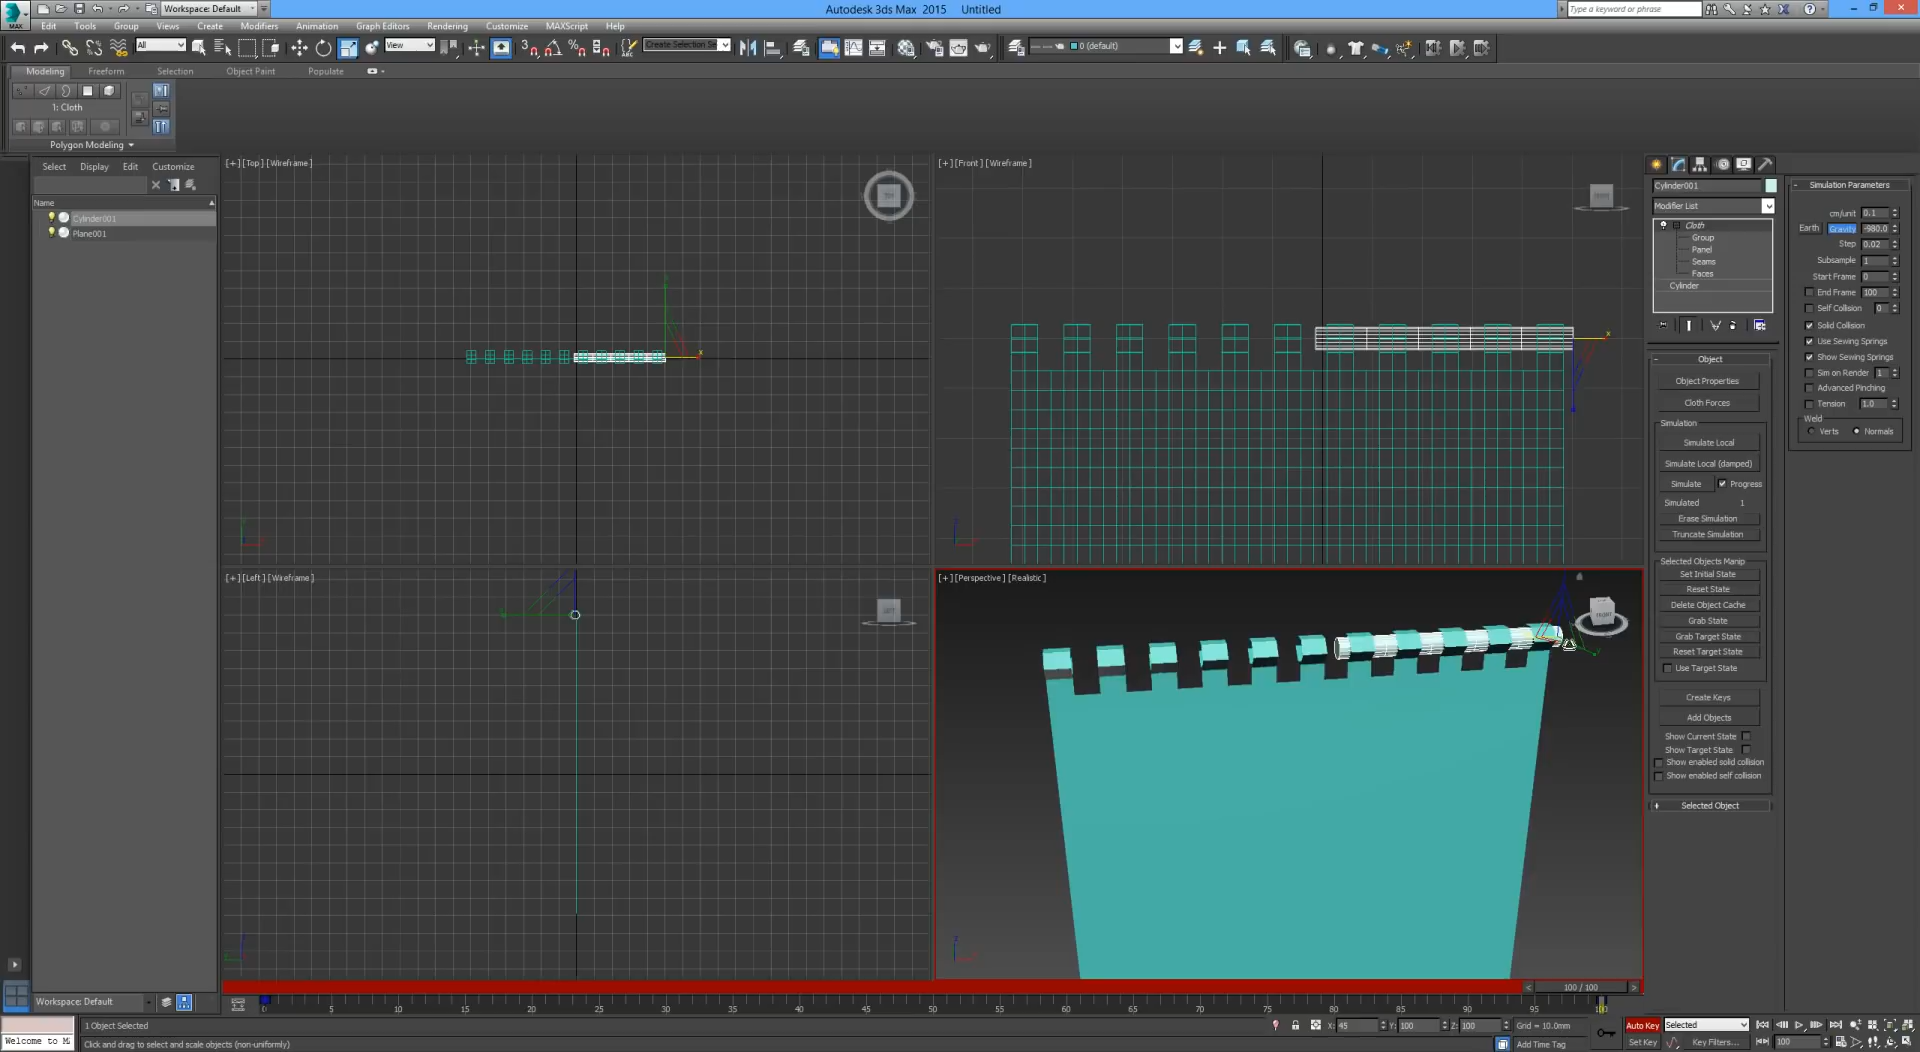 Workspace: Default
Autodesk 3ds Max 2015 Untitled
Type a keyword or phrase
MAX
Edit Tools Group Views Create Modifiers Animation Graph Editors Rendering Customize MAXScript Help
All
View
Create Selection Se
0 (default)
Modeling Freeform Selection Object Paint Populate
1: Cloth
Polygon Modeling
Select Display Edit Customize
Name
Cylinder001
Plane001
[+] [Top] [Wireframe]
[+] [Front] [Wireframe]
[+] [Left] [Wireframe]
[+] [Perspective] [Realistic]
Cylinder001
Modifier List
Cloth
Group
Panel
Seams
Faces
Cylinder
Object
Object Properties
Cloth Forces
Simulation
Simulate Local
Simulate Local (damped)
Simulate Progress
Simulated 1
Erase Simulation
Truncate Simulation
Selected Objects Manip
Set Initial State
Reset State
Delete Object Cache
Grab State
Grab Target State
Reset Target State
Use Target State
Create Keys
Add Objects
Show Current State
Show Target State
Show enabled solid collision
Show enabled self collision
Selected Object
Simulation Parameters
cm/unit 0.1
Earth Gravity -980.0
Step 0.02
Subsample 1
Start Frame 0
End Frame 100
Self Collision 0
Solid Collision
Use Sewing Springs
Show Sewing Springs
Sim on Render 1
Advanced Pinching
Tension 1.0
Weld
Verts Normals
100 / 100
Workspace: Default
0 5 10 15 20 25 30 35 40 45 50 55 60 65 70 75 80 85 90 95 100
1 Object Selected
X: 45 Y: 100 Z: 100 Grid = 10.0mm
Auto Key Selected
Welcome to M
Click and drag to select and scale objects (non-uniformly)
Add Time Tag
Set Key Key Filters... 100